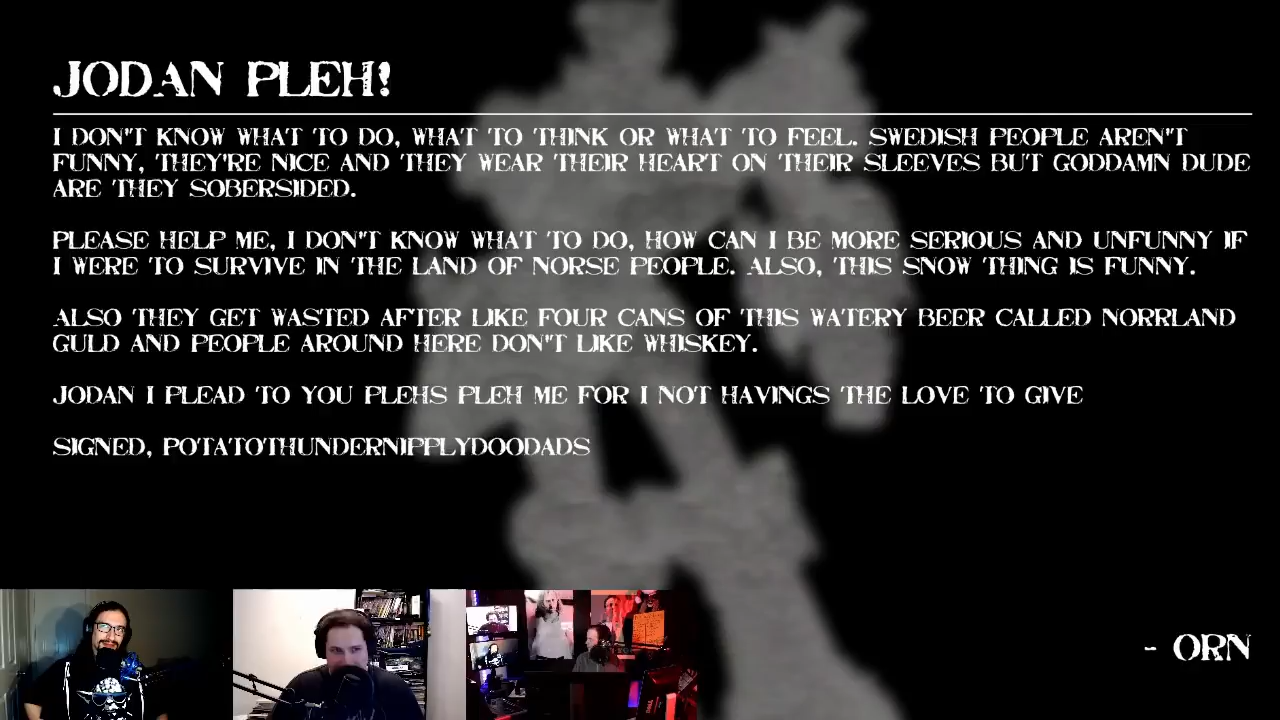 JODAN PLEH!
I DON'T KNOW WHAT TO DO, WHAT TO THINK OR WHAT TO FEEL. SWEDISH PEOPLE AREN'T
FUNNY, THEY'RE NICE AND THEY WEAR THEIR HEART ON THEIR SLEEVES BUT GODDAMN DUDE
ARE THEY SOBERSIDED.
PLEASE HELP ME, I DON'T KNOW WHAT TO DO, HOW CAN I BE MORE SERIOUS AND UNFUNNY IF
I WERE TO SURVIVE IN THE LAND OF NORSE PEOPLE. ALSO, THIS SNOW THING IS FUNNY.
ALSO THEY GET WASTED AFTER LIKE FOUR CANS OF THIS WATERY BEER CALLED NORRLAND
GULD AND PEOPLE AROUND HERE DON'T LIKE WHISKEY.
JODAN I PLEAD TO YOU PLEHS PLEH ME FOR I NOT HAVINGS THE LOVE TO GIVE
SIGNED, POTATOTHUNDERNIPPLYDOODADS
- ORN